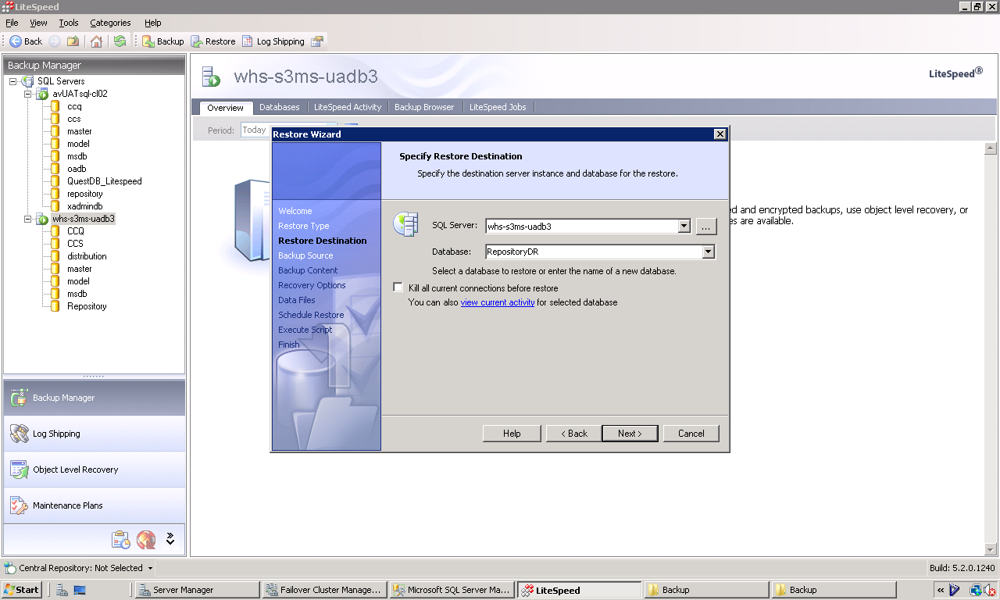 LiteSpeed
File View Tools Categories Help
Back Backup Restore Log Shipping
Backup Manager
SQL Servers
avUATsql-cl02
ccq
ccs
master
model
msdb
oadb
QuestDB_Litespeed
repository
xadmindb
whs-s3ms-uadb3
CCQ
CCS
distribution
master
model
msdb
Repository
Backup Manager
Log Shipping
Object Level Recovery
Maintenance Plans
whs-s3ms-uadb3
LiteSpeed®
Overview Databases LiteSpeed Activity Backup Browser LiteSpeed Jobs
Period: Today
ed and encrypted backups, use object level recovery, or
es are available.
Restore Wizard
Specify Restore Destination
Specify the destination server instance and database for the restore.
Welcome
Restore Type
Restore Destination
Backup Source
Backup Content
Recovery Options
Data Files
Schedule Restore
Execute Script
Finish
SQL Server: whs-s3ms-uadb3 ...
Database: RepositoryDR
Select a database to restore or enter the name of a new database.
Kill all current connections before restore
You can also view current activity for selected database
Help < Back Next > Cancel
Central Repository: Not Selected
Build: 5.2.0.1240
Start Server Manager Failover Cluster Manage... Microsoft SQL Server Ma... LiteSpeed Backup Backup «